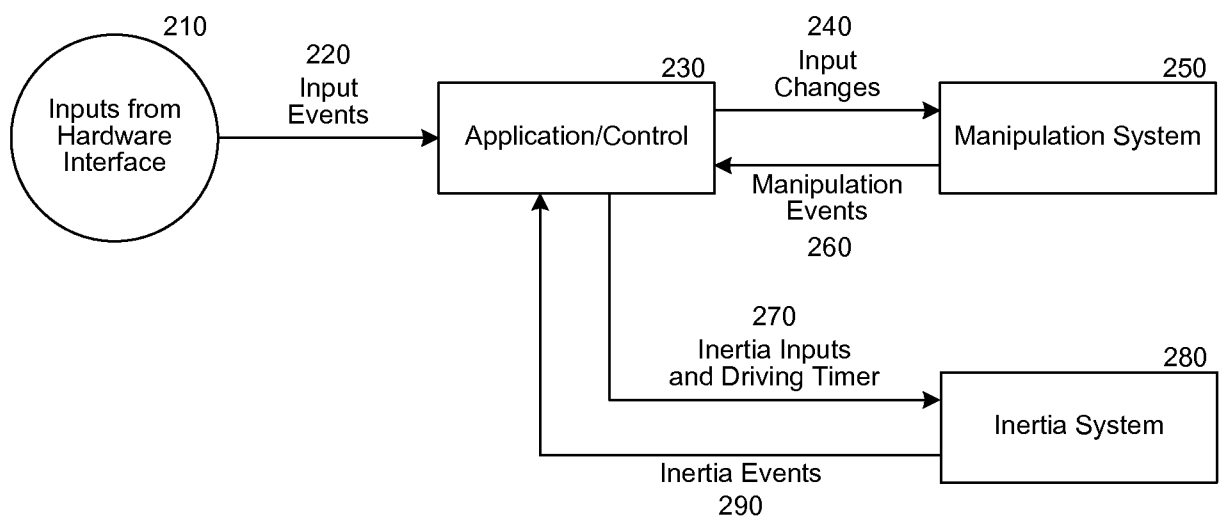 210
Inputs from
Hardware
Interface
220
Input
Events
230
Application/Control
240
Input
Changes
250
Manipulation System
Manipulation
Events
260
270
Inertia Inputs
and Driving Timer
280
Inertia System
Inertia Events
290